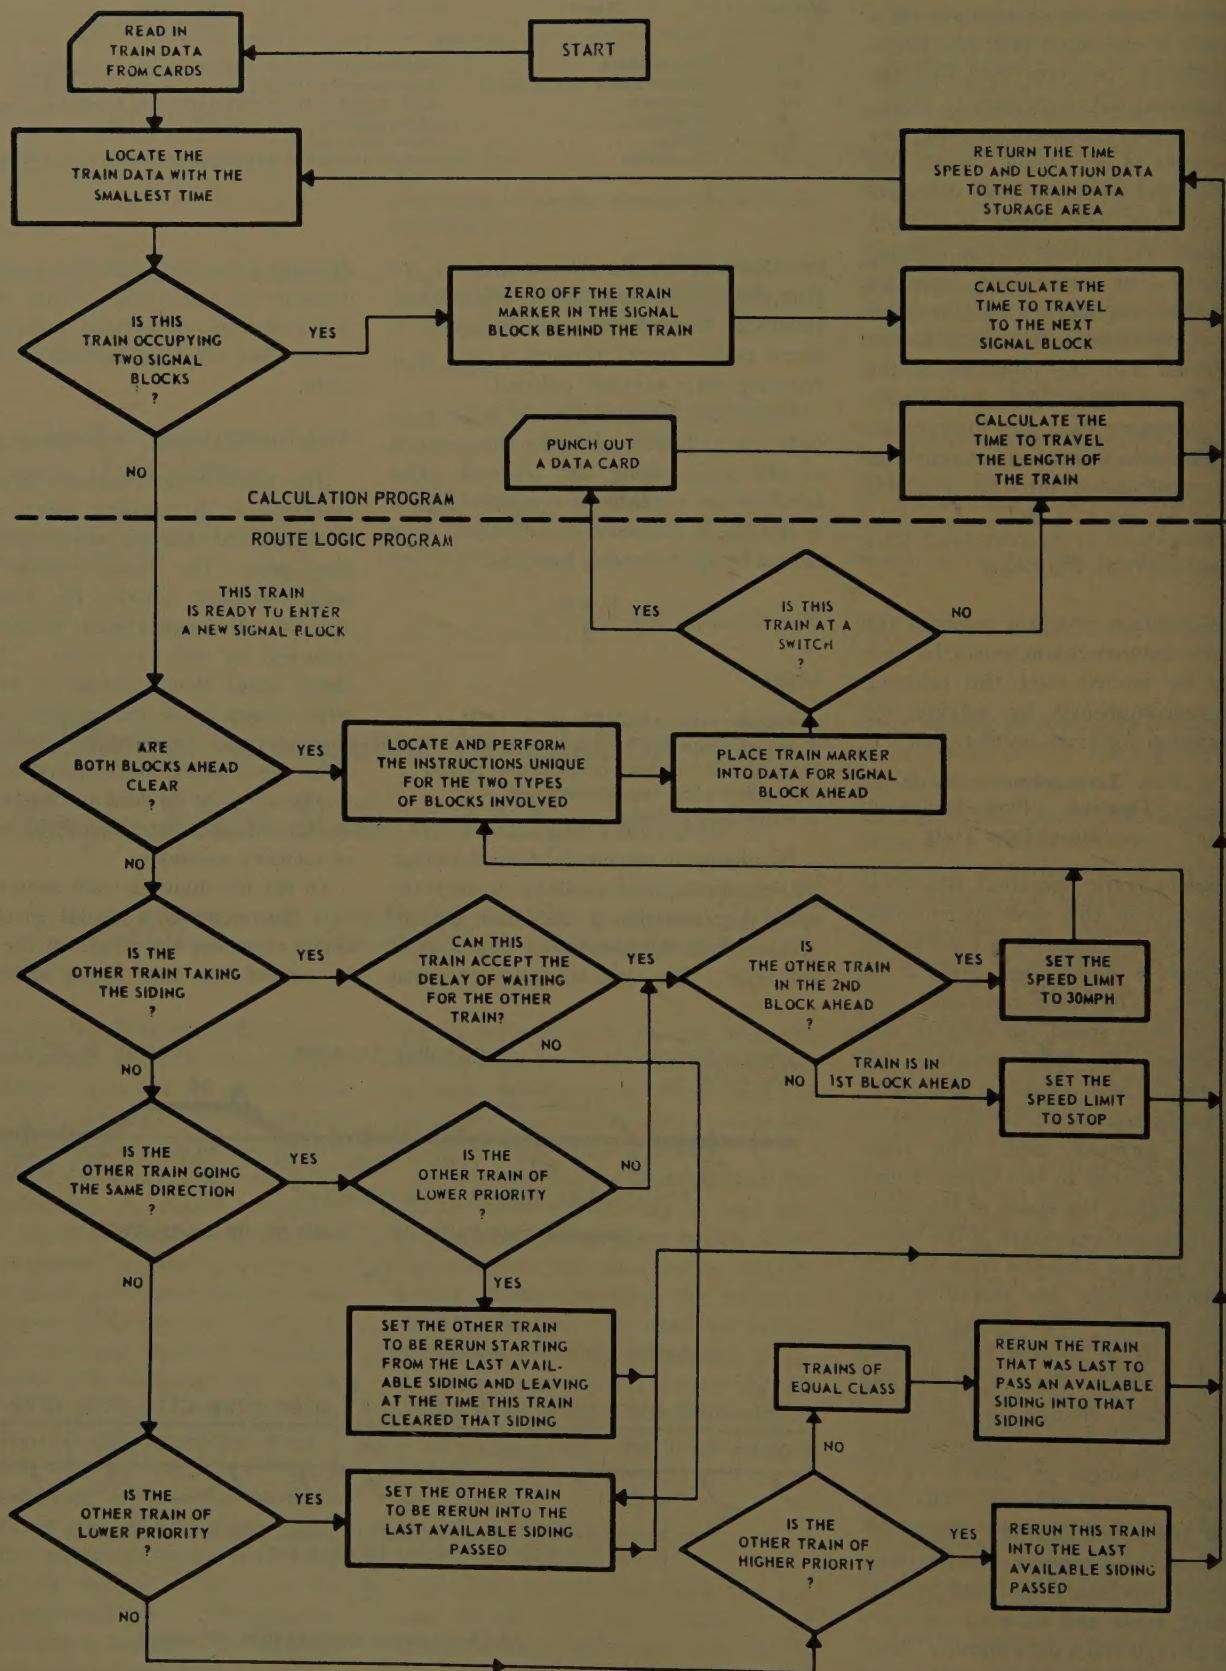 READ IN
TRAIN DATA
FROM CARDS
START
LOCATE THE
TRAIN DATA WITH THE
SMALLEST TIME
RETURN THE TIME
SPEED AND LOCATION DATA
TO THE TRAIN DATA
STORAGE AREA
IS THIS
TRAIN OCCUPYING
TWO SIGNAL
BLOCKS
?
YES
ZERO OFF THE TRAIN
MARKER IN THE SIGNAL
BLOCK BEHIND THE TRAIN
CALCULATE THE
TIME TO TRAVEL
TO THE NEXT
SIGNAL BLOCK
NO
PUNCH OUT
A DATA CARD
CALCULATE THE
TIME TO TRAVEL
THE LENGTH OF
THE TRAIN
CALCULATION PROGRAM
ROUTE LOGIC PROGRAM
THIS TRAIN
IS READY TO ENTER
A NEW SIGNAL BLOCK
YES
IS THIS
TRAIN AT A
SWITCH
?
NO
ARE
BOTH BLOCKS AHEAD
CLEAR
?
YES
LOCATE AND PERFORM
THE INSTRUCTIONS UNIQUE
FOR THE TWO TYPES
OF BLOCKS INVOLVED
PLACE TRAIN MARKER
INTO DATA FOR SIGNAL
BLOCK AHEAD
NO
IS THE
OTHER TRAIN TAKING
THE SIDING
?
YES
CAN THIS
TRAIN ACCEPT THE
DELAY OF WAITING
FOR THE OTHER
TRAIN?
YES
IS
THE OTHER TRAIN
IN THE 2ND
BLOCK AHEAD
?
YES
SET THE
SPEED LIMIT
TO 30MPH
NO
NO
NO
TRAIN IS IN
1ST BLOCK AHEAD
SET THE
SPEED LIMIT
TO STOP
IS THE
OTHER TRAIN GOING
THE SAME DIRECTION
?
YES
IS THE
OTHER TRAIN OF
LOWER PRIORITY
?
NO
NO
YES
SET THE OTHER TRAIN
TO BE RERUN STARTING
FROM THE LAST AVAIL-
ABLE SIDING AND LEAVING
AT THE TIME THIS TRAIN
CLEARED THAT SIDING
TRAINS OF
EQUAL CLASS
RERUN THE TRAIN
THAT WAS LAST TO
PASS AN AVAILABLE
SIDING INTO THAT
SIDING
NO
IS THE
OTHER TRAIN OF
LOWER PRIORITY
?
YES
SET THE OTHER TRAIN
TO BE RERUN INTO THE
LAST AVAILABLE SIDING
PASSED
IS THE
OTHER TRAIN OF
HIGHER PRIORITY
?
YES
RERUN THIS TRAIN
INTO THE LAST
AVAILABLE SIDING
PASSED
NO